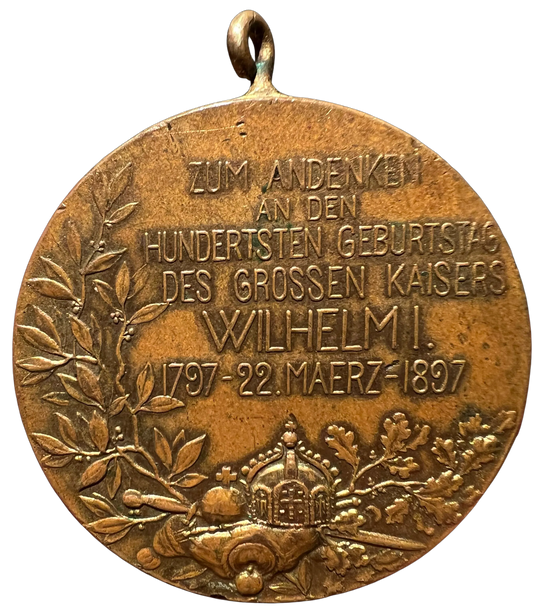 ZUM ANDENKEN
AN DEN
HUNDERTSTEN GEBURTSTAG
DES GROSSEN KAISERS
WILHELM I.
1797-22.MAERZ-1897